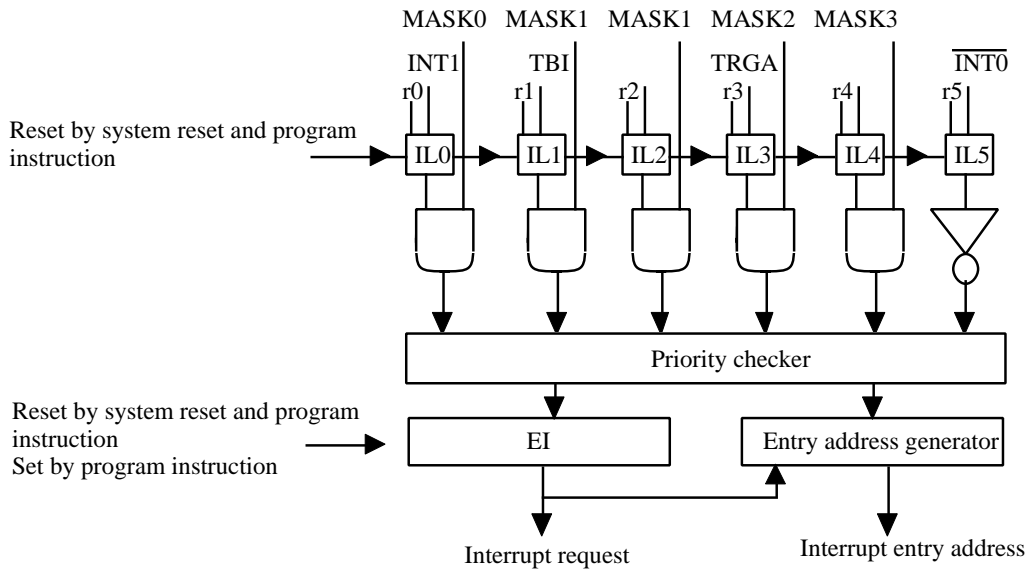 MASK0 MASK1 MASK1 MASK2 MASK3
INT1 TBI TRGA INT0
r0 r1 r2 r3 r4 r5
Reset by system reset and program
instruction
IL0 IL1 IL2 IL3 IL4 IL5
Priority checker
Reset by system reset and program
instruction
Set by program instruction
EI
Entry address generator
Interrupt request
Interrupt entry address